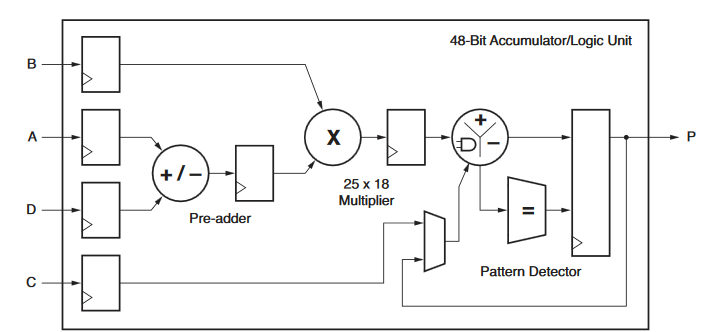 48-Bit Accumulator/Logic Unit
B
A
X
+
−
P
+/−
25 x 18
Multiplier
D
Pre-adder
=
C
Pattern Detector